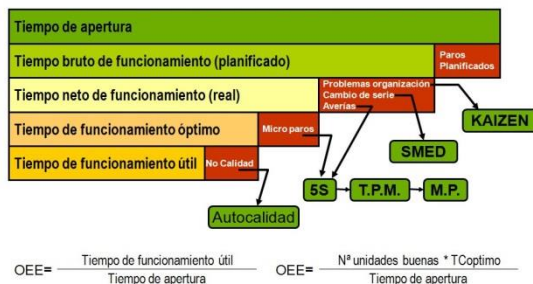 Tiempo de apertura
Tiempo bruto de funcionamiento (planificado)
Paros
Planificados
Tiempo neto de funcionamiento (real)
Problemas organización
Cambio de serie
Averías
Tiempo de funcionamiento óptimo
Micro paros
KAIZEN
SMED
Tiempo de funcionamiento útil
No Calidad
5S
T.P.M.
M.P.
Autocalidad
OEE=
Tiempo de funcionamiento útil
Tiempo de apertura
OEE=
Nª unidades buenas * TCoptimo
Tiempo de apertura